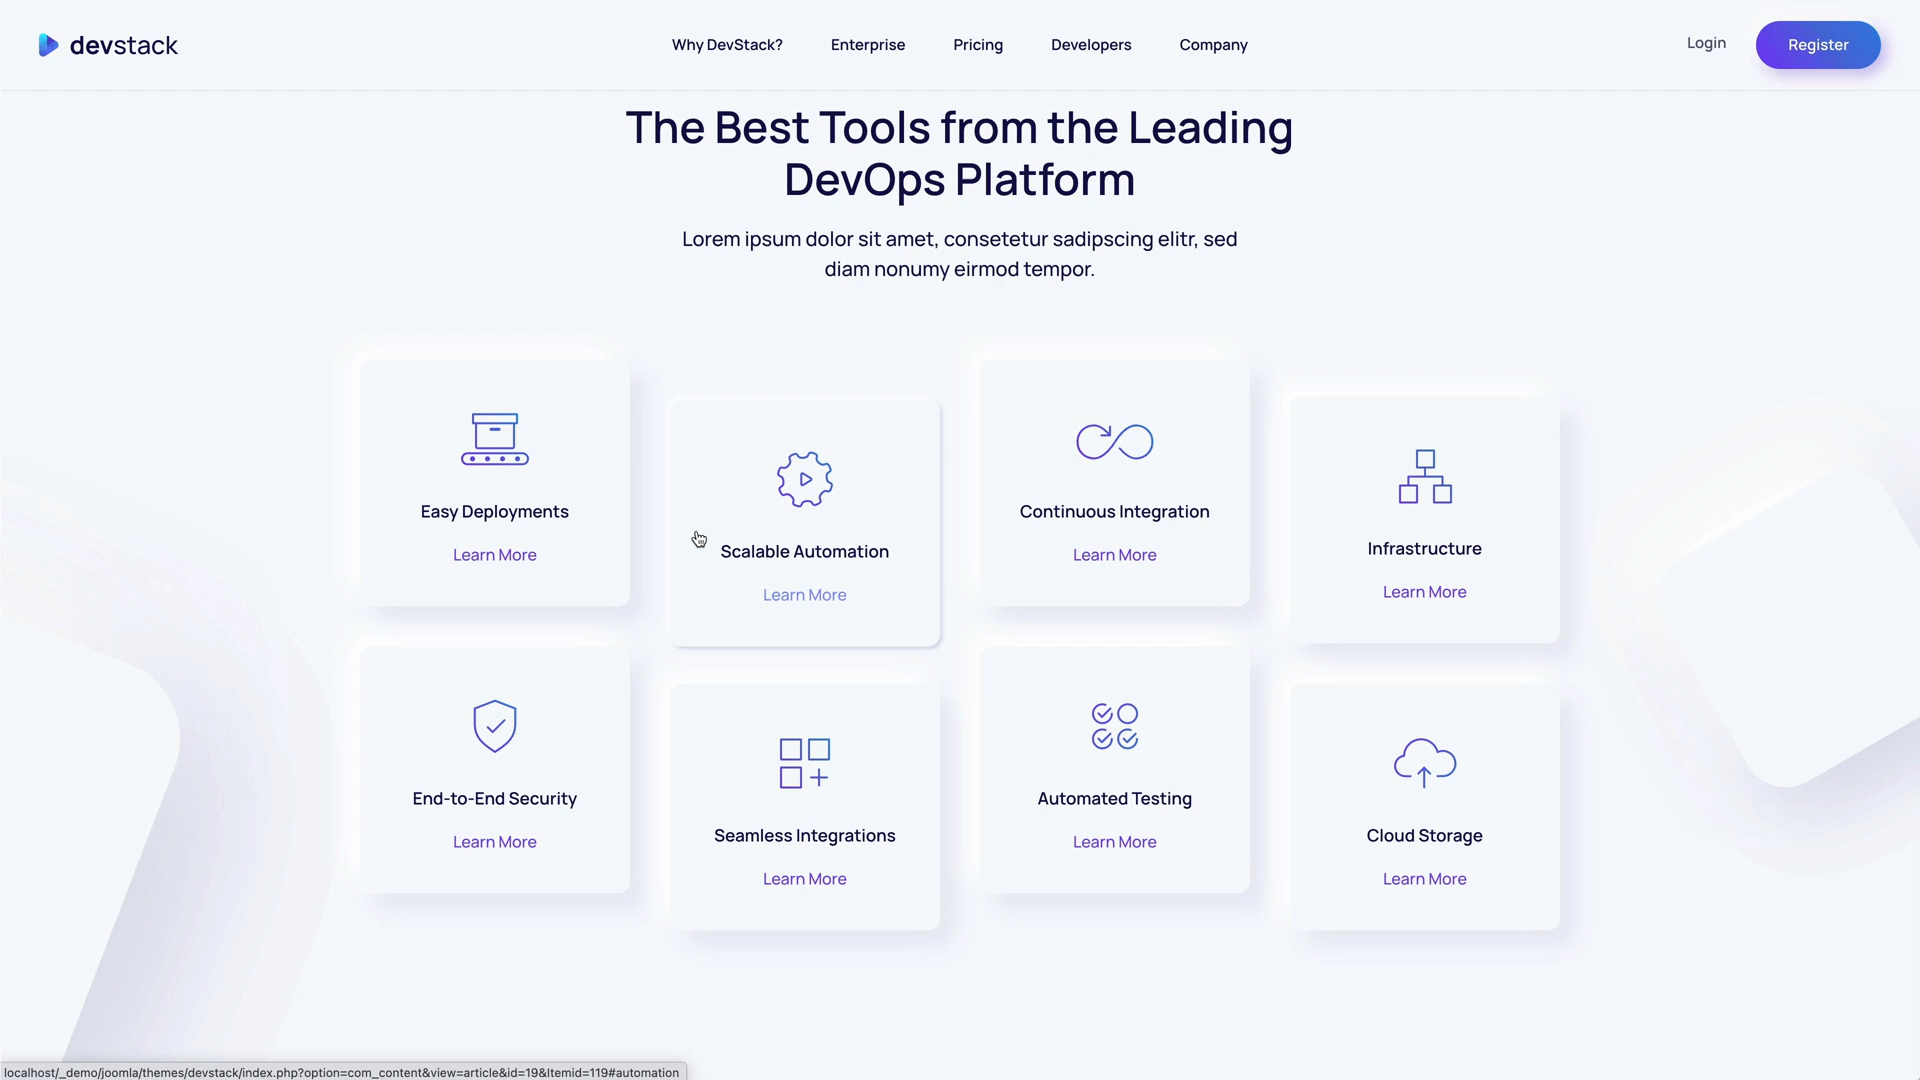 devstack
Why DevStack?
Enterprise
Pricing
Developers
Company
Login
Register
The Best Tools from the Leading
DevOps Platform
Lorem ipsum dolor sit amet, consetetur sadipscing elitr, sed
diam nonumy eirmod tempor.
Easy Deployments
Learn More
Scalable Automation
Learn More
Continuous Integration
Learn More
Infrastructure
Learn More
End-to-End Security
Learn More
Seamless Integrations
Learn More
Automated Testing
Learn More
Cloud Storage
Learn More
localhost/_demo/joomla/themes/devstack/index.php?option=com_content&view=article&id=19&Itemid=119#automation